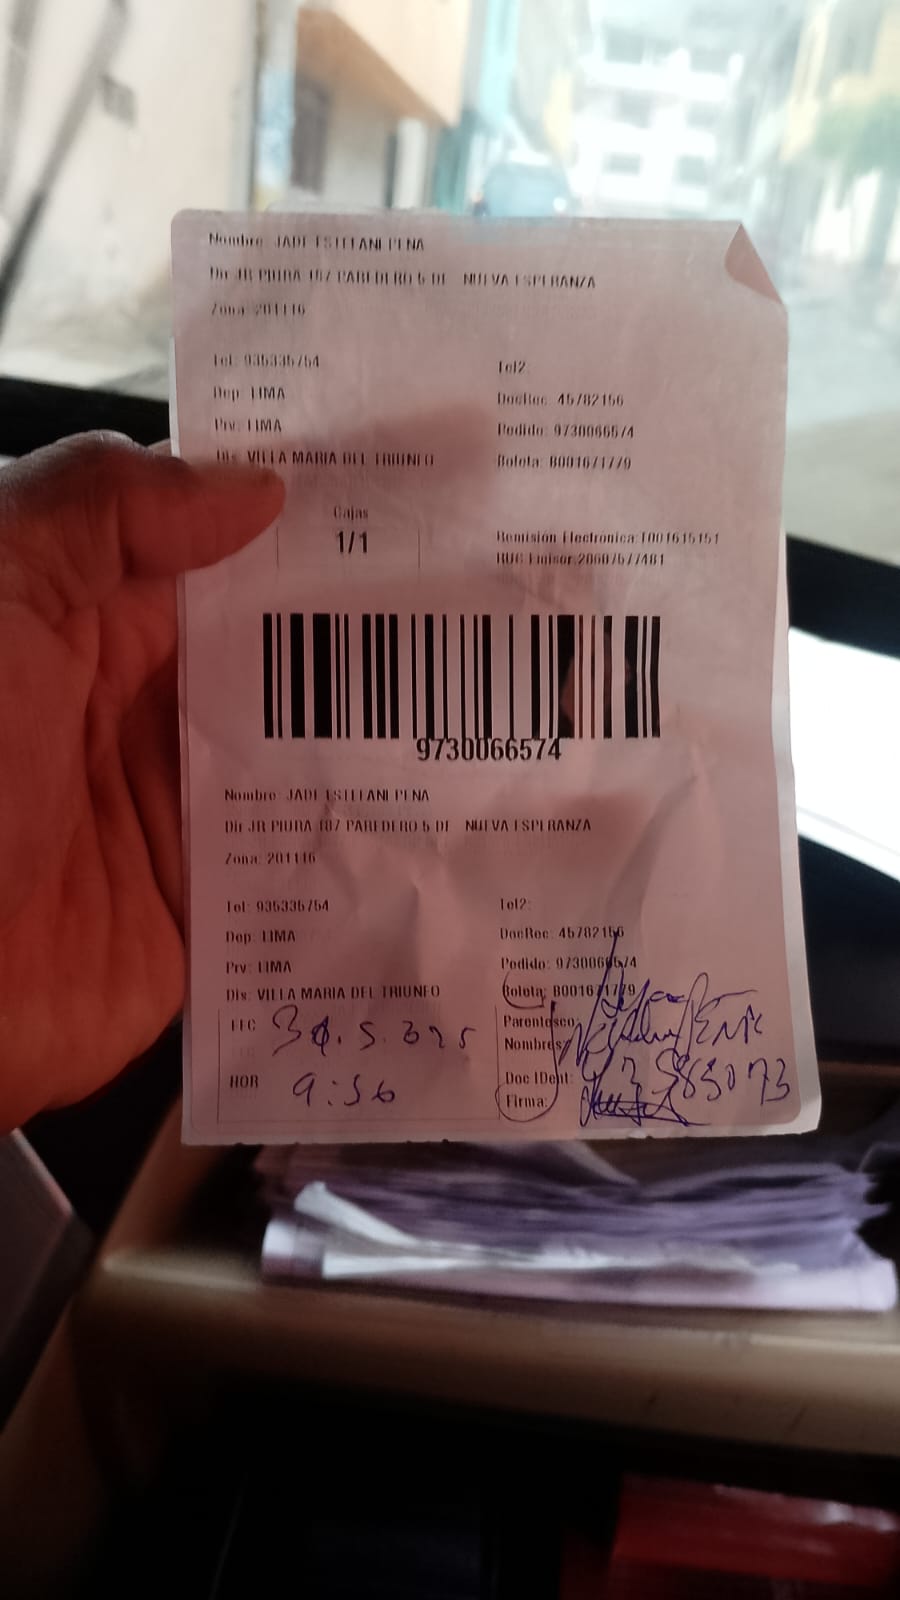 Nombre: JADE ESTEFANI PENA
Dir: JR PIURA 187 PAREDERO 5 DE NUEVA ESPERANZA
Zona: 201116
Tel: 935335754 Tel2:
Dep: LIMA DocRec: 45782156
Prv: LIMA Pedido: 9730066574
Dis: VILLA MARIA DEL TRIUNFO Boleta: B001671779
Cajas
1/1
Remisión Electrónica: T001615151
RUC Emisor: 20607577481
9730066574
Nombre: JADE ESTEFANI PENA
Dir: JR PIURA 187 PAREDERO 5 DE NUEVA ESPERANZA
Zona: 201116
Tel: 935335754 Tel2:
Dep: LIMA DocRec: 45782156
Prv: LIMA Pedido: 9730066574
Dis: VILLA MARIA DEL TRIUNFO Boleta: B001671779
FEC Parentesco:
Nombres:
HOR 9:56 Doc IDent:
Firma: